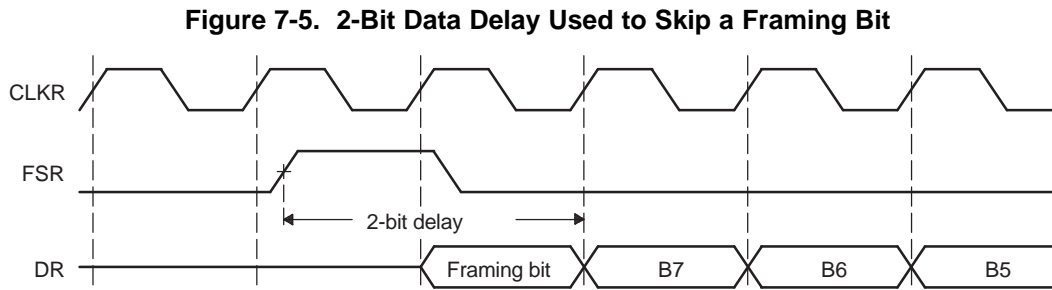 Figure 7-5. 2-Bit Data Delay Used to Skip a Framing Bit
CLKR
FSR
2-bit delay
DR
Framing bit
B7
B6
B5